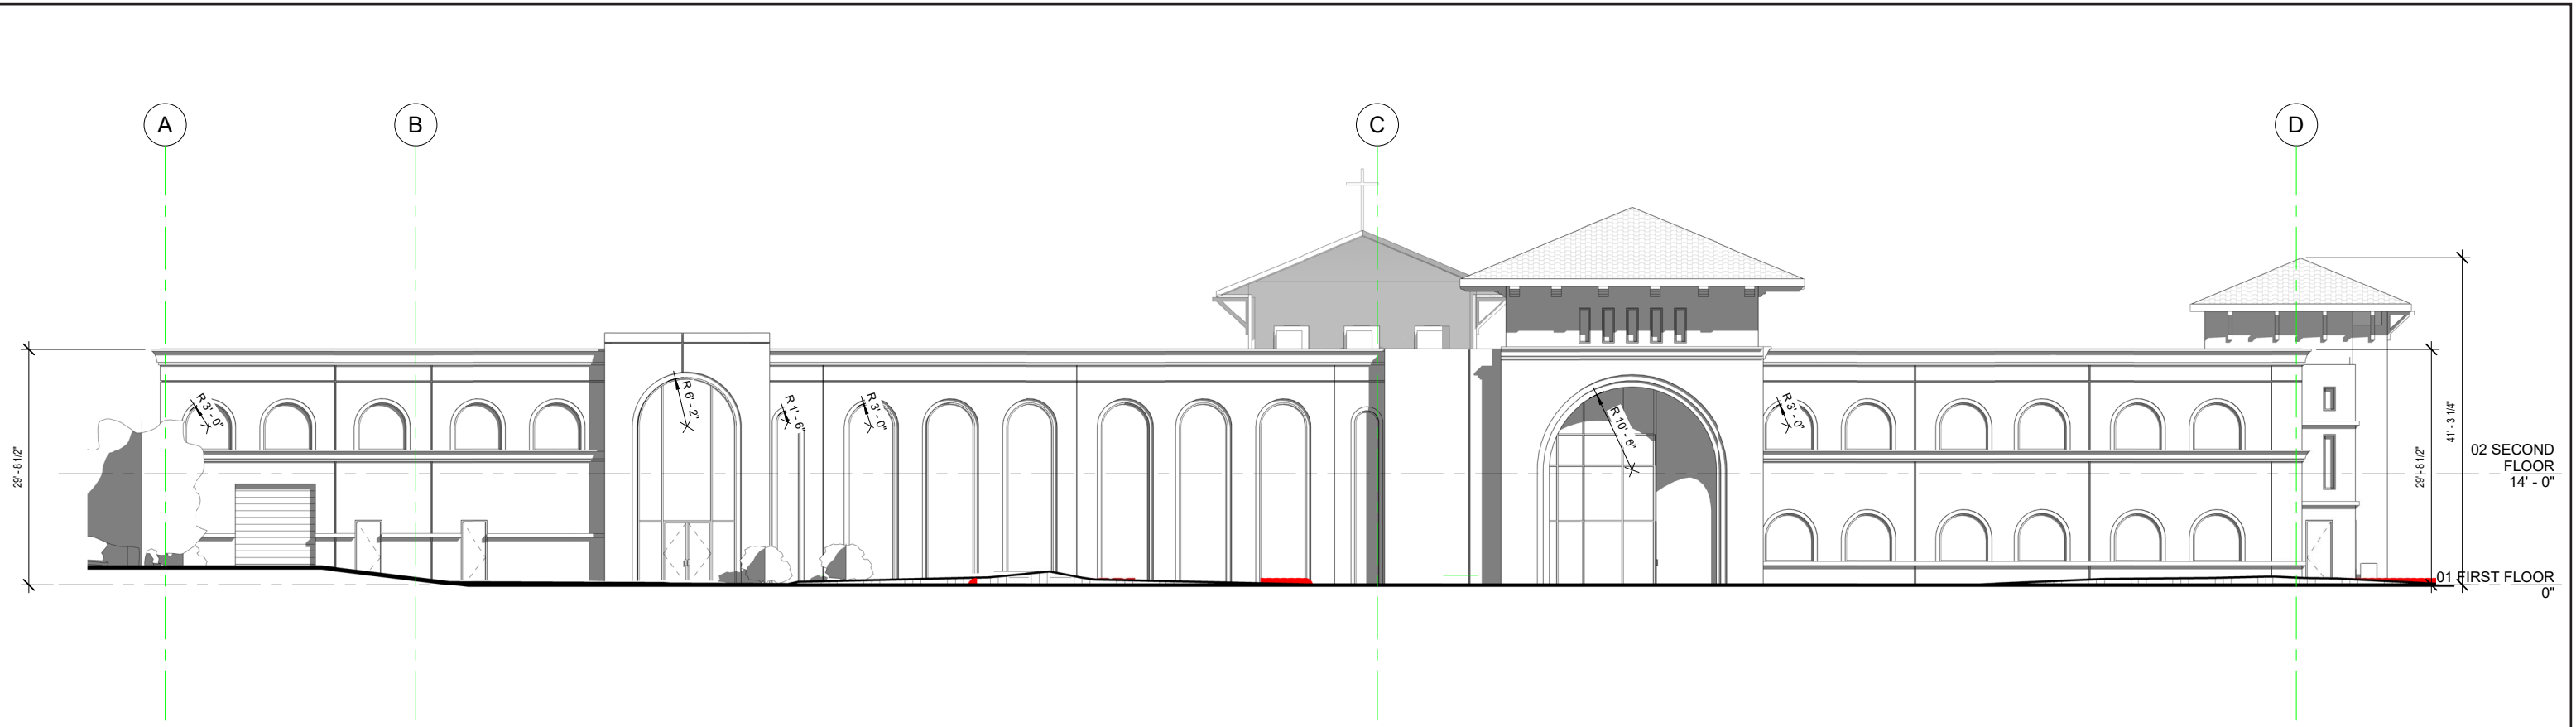 A
B
C
D
R 3' - 0"
R 6' - 2"
R 1' - 6"
R 3' - 0"
R 10' - 6"
R 3' - 0"
29' - 8 1/2"
29' - 8 1/2"
41' - 3 1/4"
02 SECOND
FLOOR
14' - 0"
01 FIRST FLOOR
0"